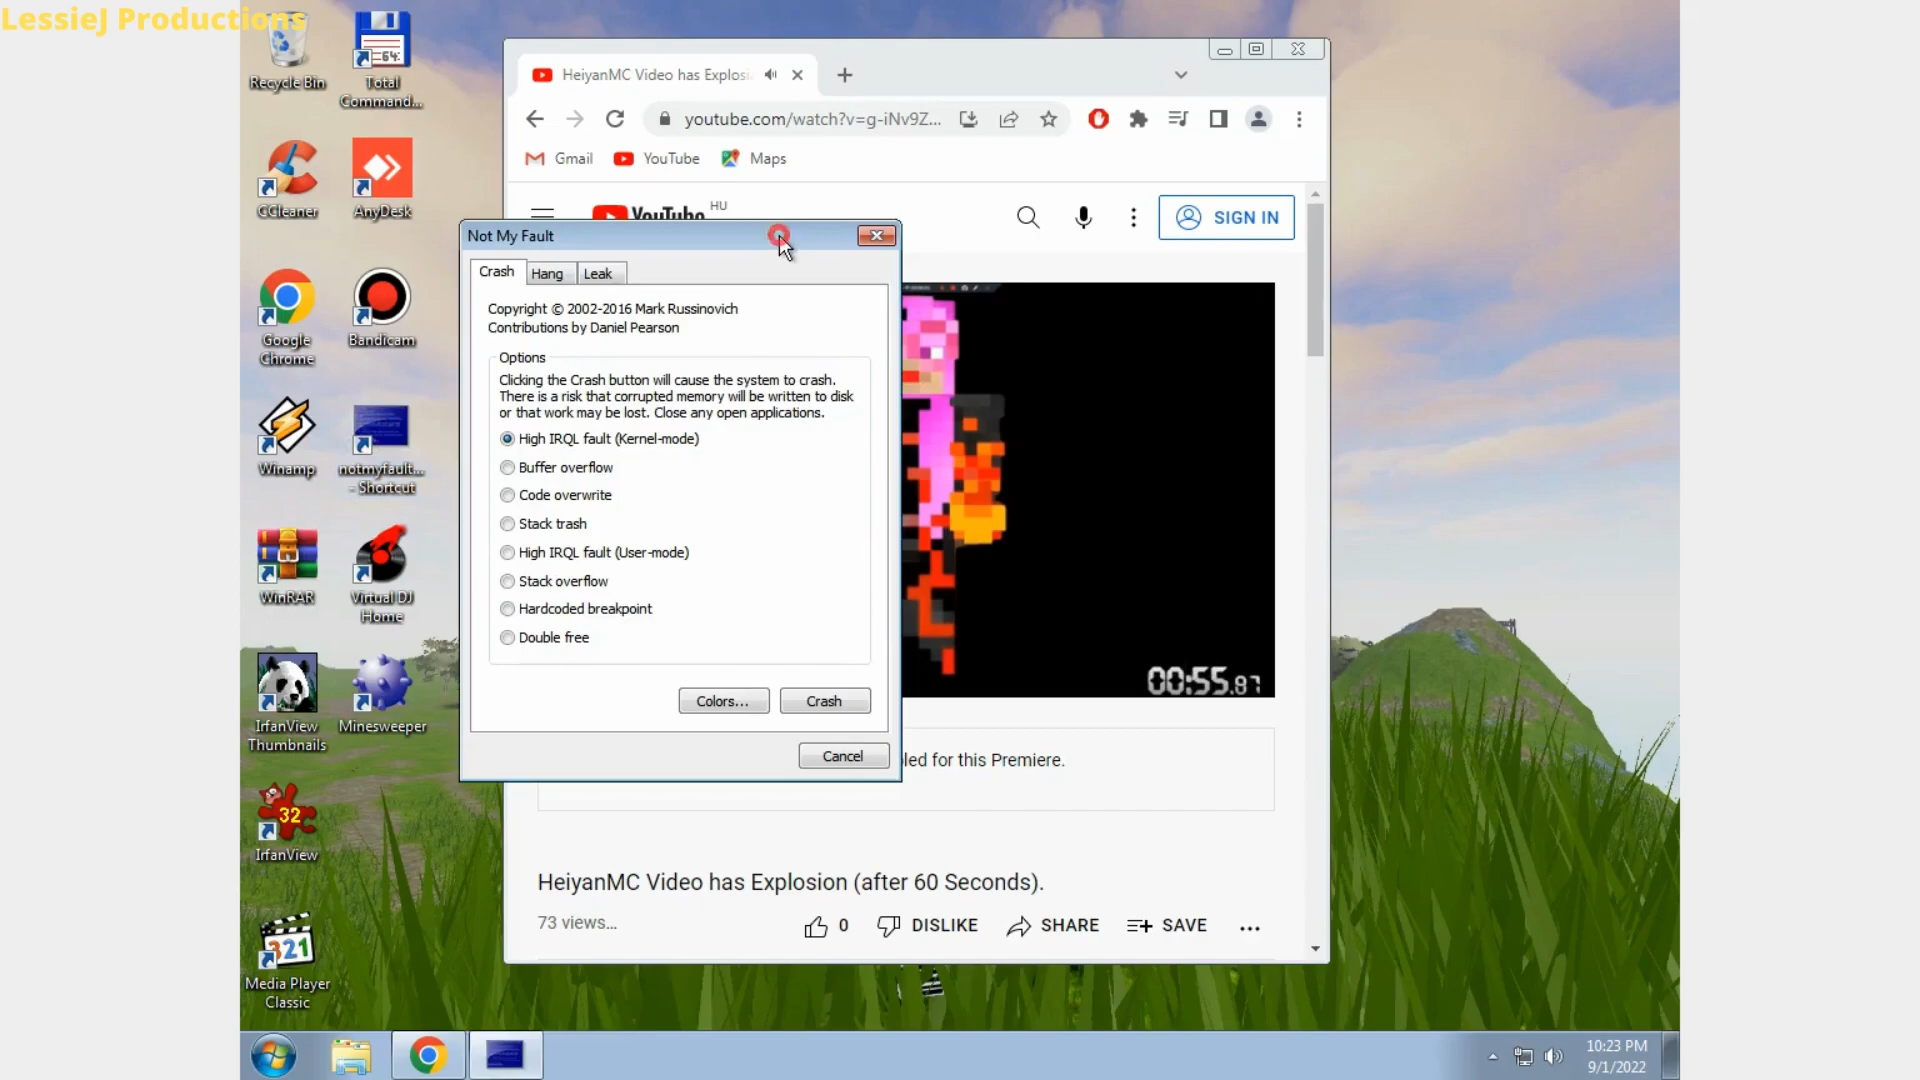 LessieJ Productions
Recycle Bin
Total
Command...
CCleaner
AnyDesk
Google
Chrome
Bandicam
Winamp
notmyfault...
- Shortcut
WinRAR
Virtual DJ
Home
IrfanView
Thumbnails
Minesweeper
32
IrfanView
321
Media Player
Classic
64
HeiyanMC Video has Explosi
youtube.com/watch?v=g-iNv9Z...
Gmail
YouTube
Maps
YouTube
HU
SIGN IN
Not My Fault
Crash
Hang
Leak
Copyright © 2002-2016 Mark Russinovich
Contributions by Daniel Pearson
Options
Clicking the Crash button will cause the system to crash.
There is a risk that corrupted memory will be written to disk
or that work may be lost. Close any open applications.
High IRQL fault (Kernel-mode)
Buffer overflow
Code overwrite
Stack trash
High IRQL fault (User-mode)
Stack overflow
Hardcoded breakpoint
Double free
Colors...
Crash
Cancel
00:55.87
led for this Premiere.
HeiyanMC Video has Explosion (after 60 Seconds).
73 views...
0
DISLIKE
SHARE
SAVE
10:23 PM
9/1/2022